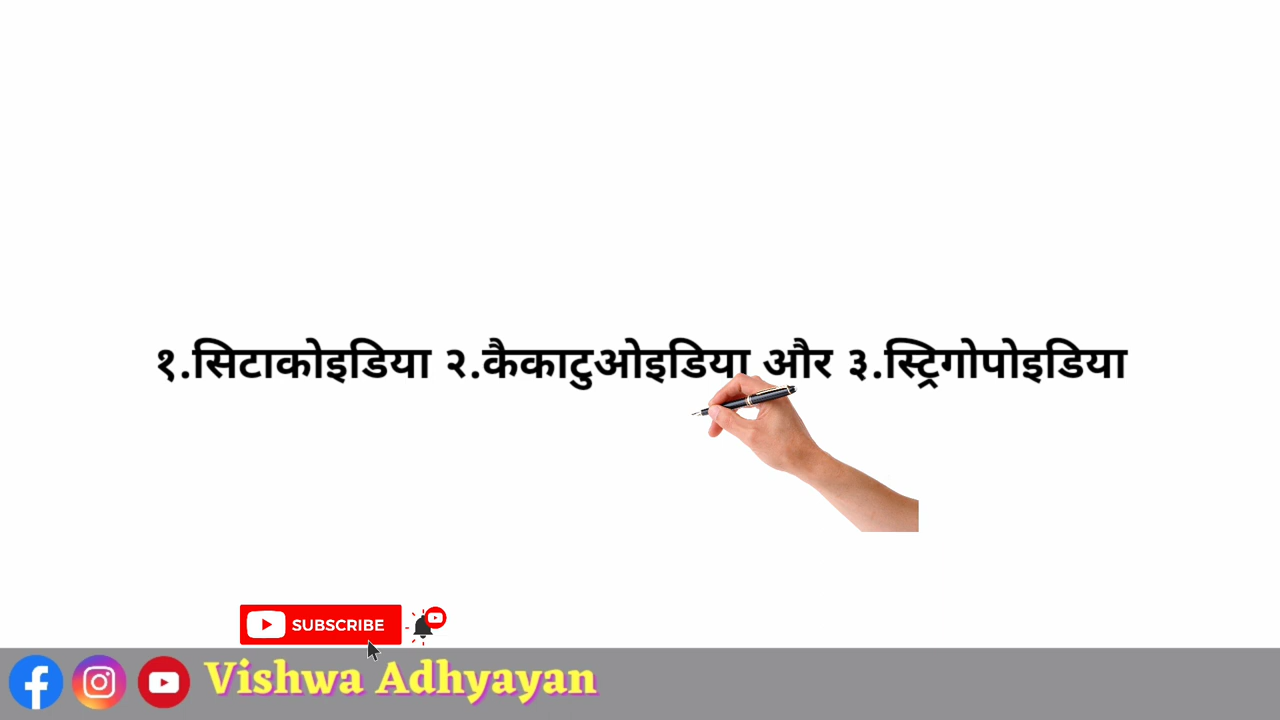 १.सिटाकोइडिया २.कैकाटुओइडिया और ३.स्ट्रिगोपोइडिया
SUBSCRIBE
Vishwa Adhyayan